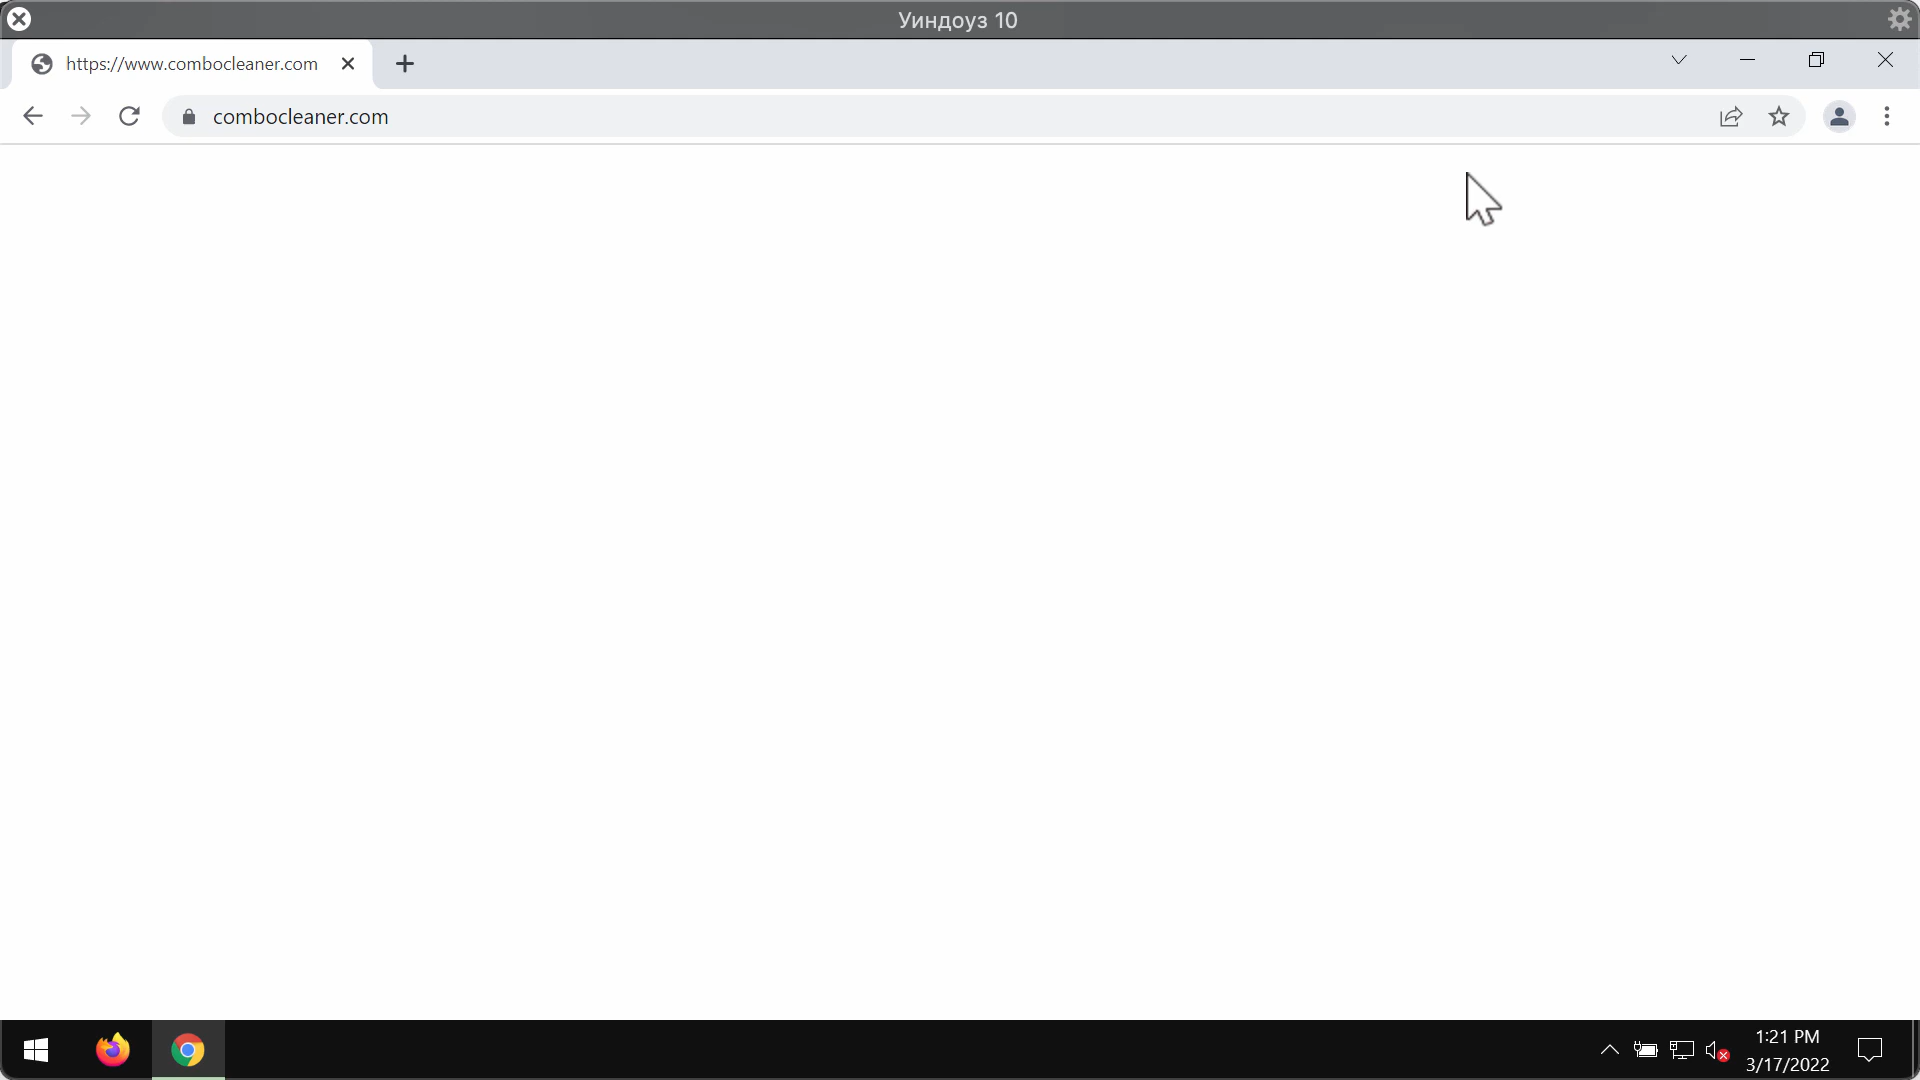 Уиндоуз 10
https://www.combocleaner.com
combocleaner.com
1:21 PM
3/17/2022